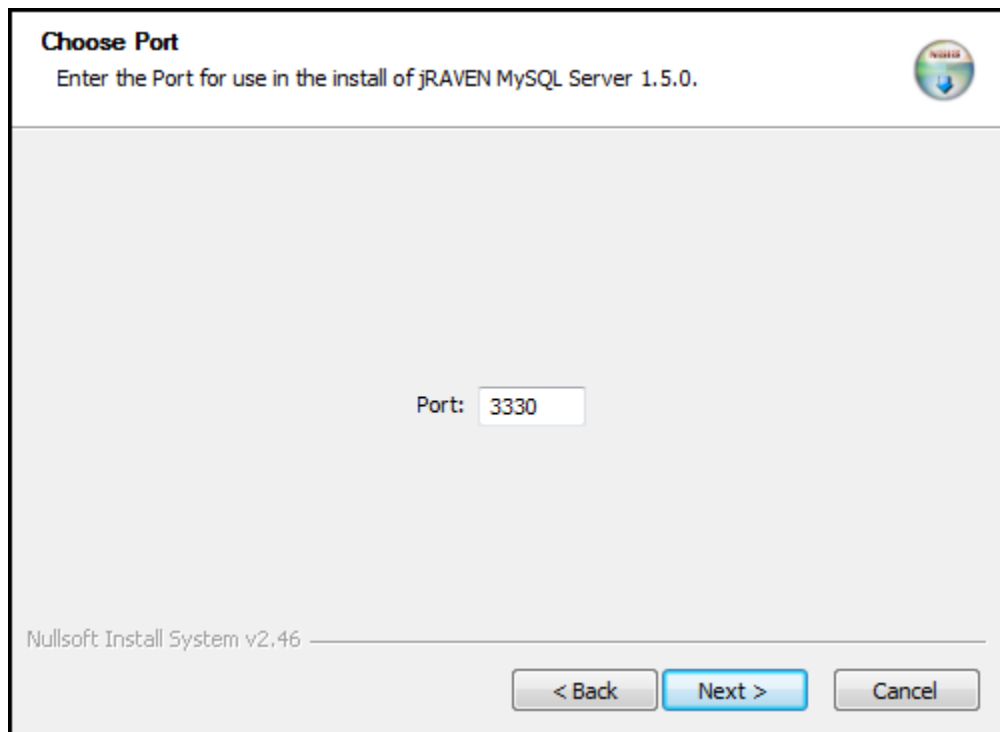 Choose Port
Enter the Port for use in the install of jRAVEN MySQL Server 1.5.0.
Port: 3330
Nullsoft Install System v2.46
< Back Next > Cancel